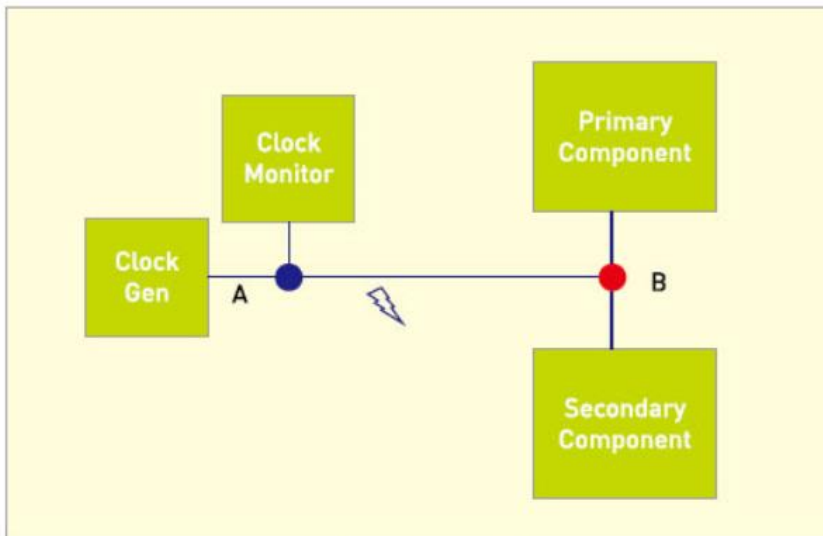 Clock
Monitor
Primary
Component
Clock
Gen
A
B
Secondary
Component